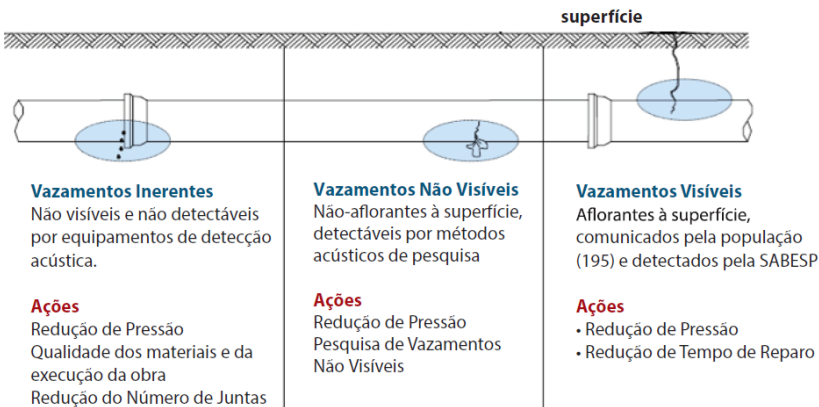 superfície
Vazamentos Inerentes
Não visíveis e não detectáveis
por equipamentos de detecção
acústica.
Ações
Redução de Pressão
Qualidade dos materiais e da
execução da obra
Redução do Número de Juntas
Vazamentos Não Visíveis
Não-aflorantes à superfície,
detectáveis por métodos
acústicos de pesquisa
Ações
Redução de Pressão
Pesquisa de Vazamentos
Não Visíveis
Vazamentos Visíveis
Aflorantes à superfície,
comunicados pela população
(195) e detectados pela SABESP
Ações
• Redução de Pressão
• Redução de Tempo de Reparo